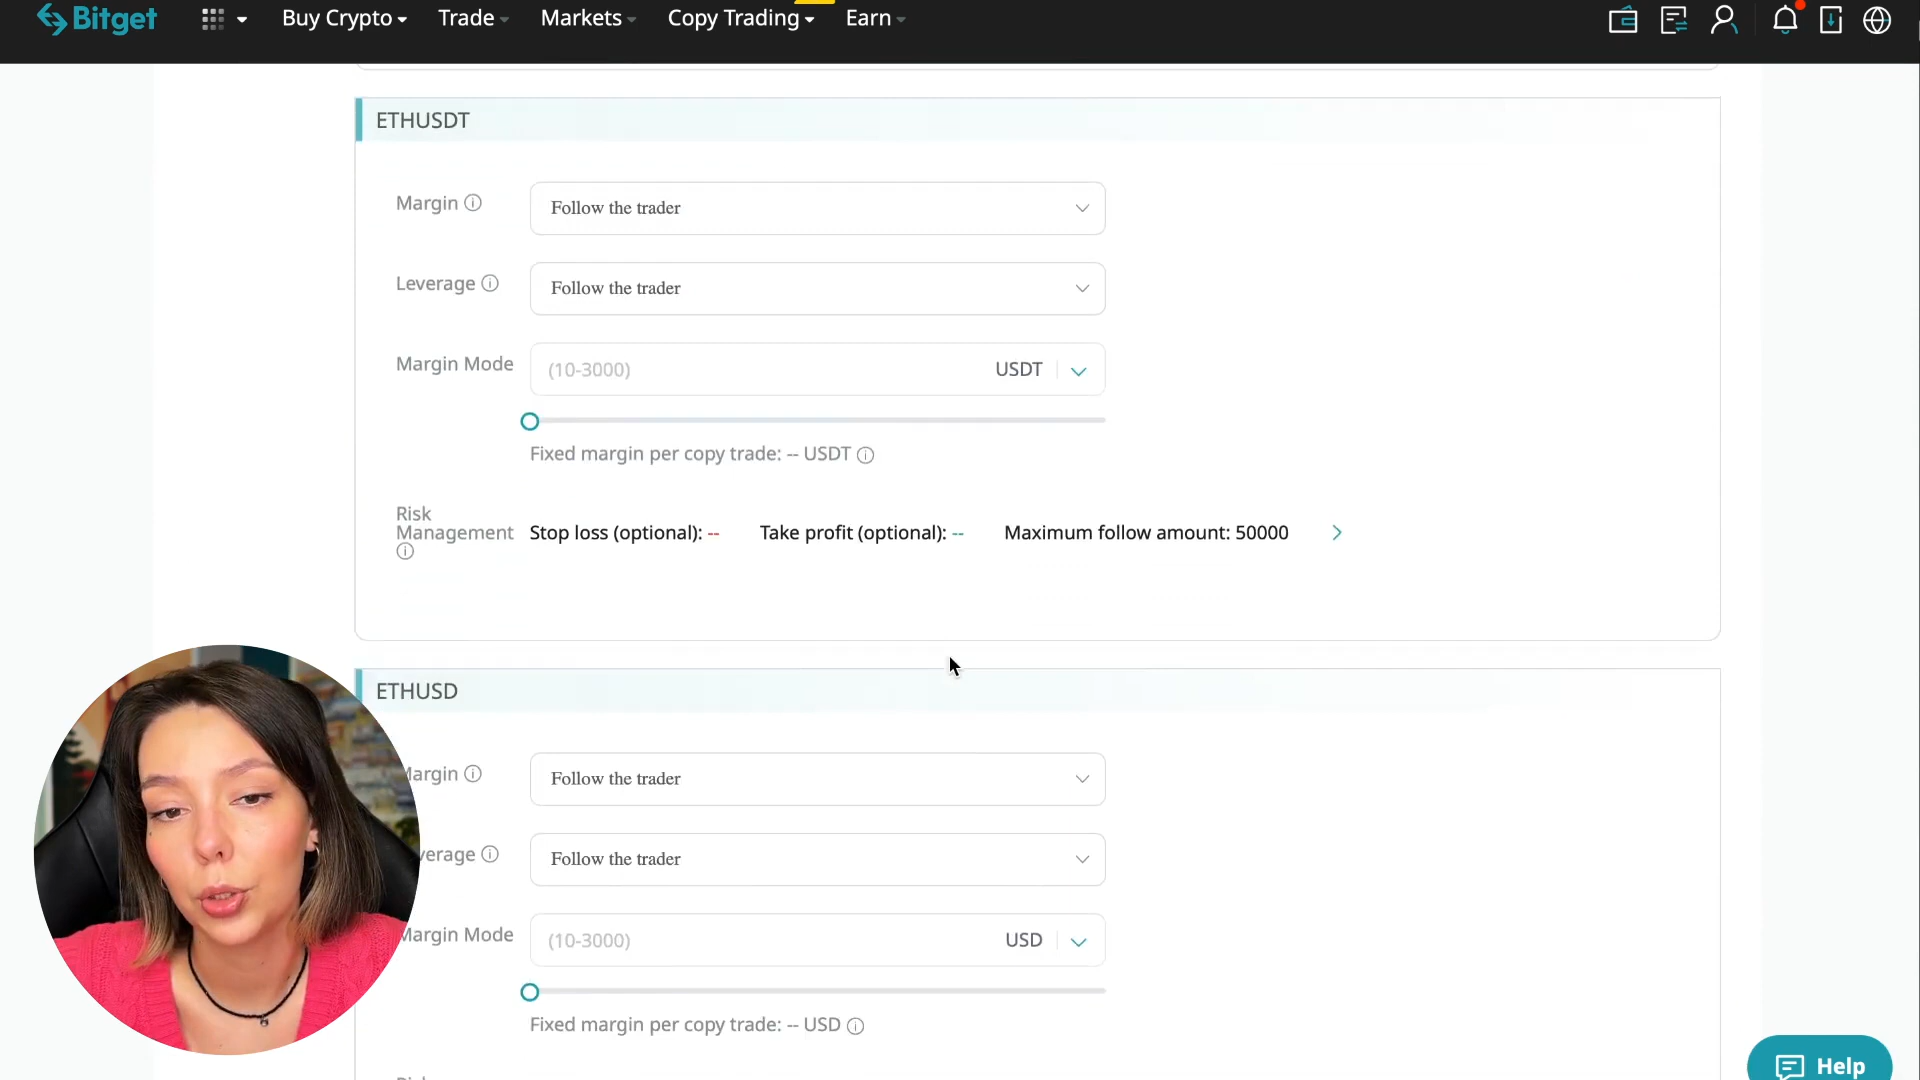 Bitget Buy Crypto Trade Markets Copy Trading Earn
ETHUSDT
Margin Follow the trader
Leverage Follow the trader
Margin Mode (10-3000) USDT
Fixed margin per copy trade: -- USDT
Risk
Management Stop loss (optional): -- Take profit (optional): -- Maximum follow amount: 50000
ETHUSD
Margin Follow the trader
verage Follow the trader
Margin Mode (10-3000) USD
Fixed margin per copy trade: -- USD
Help